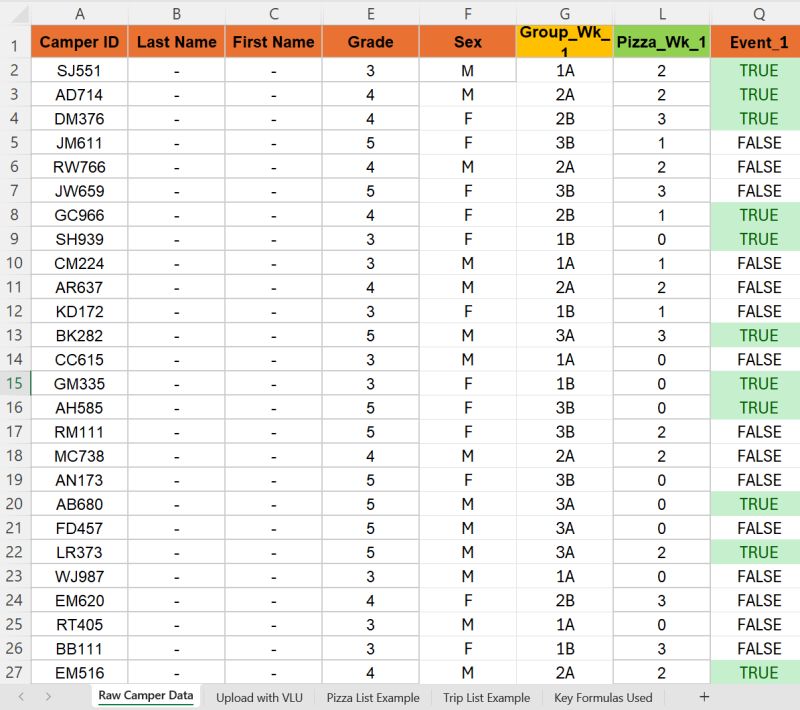 A B C E F G L Q
1 Camper ID Last Name First Name Grade Sex Group_Wk_1 Pizza_Wk_1 Event_1
2 SJ551 - - 3 M 1A 2 TRUE
3 AD714 - - 4 M 2A 2 TRUE
4 DM376 - - 4 F 2B 3 TRUE
5 JM611 - - 5 F 3B 1 FALSE
6 RW766 - - 4 M 2A 2 FALSE
7 JW659 - - 5 F 3B 3 FALSE
8 GC966 - - 4 F 2B 1 TRUE
9 SH939 - - 3 F 1B 0 TRUE
10 CM224 - - 3 M 1A 1 FALSE
11 AR637 - - 4 M 2A 2 FALSE
12 KD172 - - 3 F 1B 1 FALSE
13 BK282 - - 5 M 3A 3 TRUE
14 CC615 - - 3 M 1A 0 FALSE
15 GM335 - - 3 F 1B 0 TRUE
16 AH585 - - 5 F 3B 0 TRUE
17 RM111 - - 5 F 3B 2 FALSE
18 MC738 - - 4 M 2A 2 FALSE
19 AN173 - - 5 F 3B 0 FALSE
20 AB680 - - 5 M 3A 0 TRUE
21 FD457 - - 5 M 3A 0 FALSE
22 LR373 - - 5 M 3A 2 TRUE
23 WJ987 - - 3 M 1A 0 FALSE
24 EM620 - - 4 F 2B 3 FALSE
25 RT405 - - 3 M 1A 0 FALSE
26 BB111 - - 3 F 1B 3 FALSE
27 EM516 - - 4 M 2A 2 TRUE
Raw Camper Data Upload with VLU Pizza List Example Trip List Example Key Formulas Used +